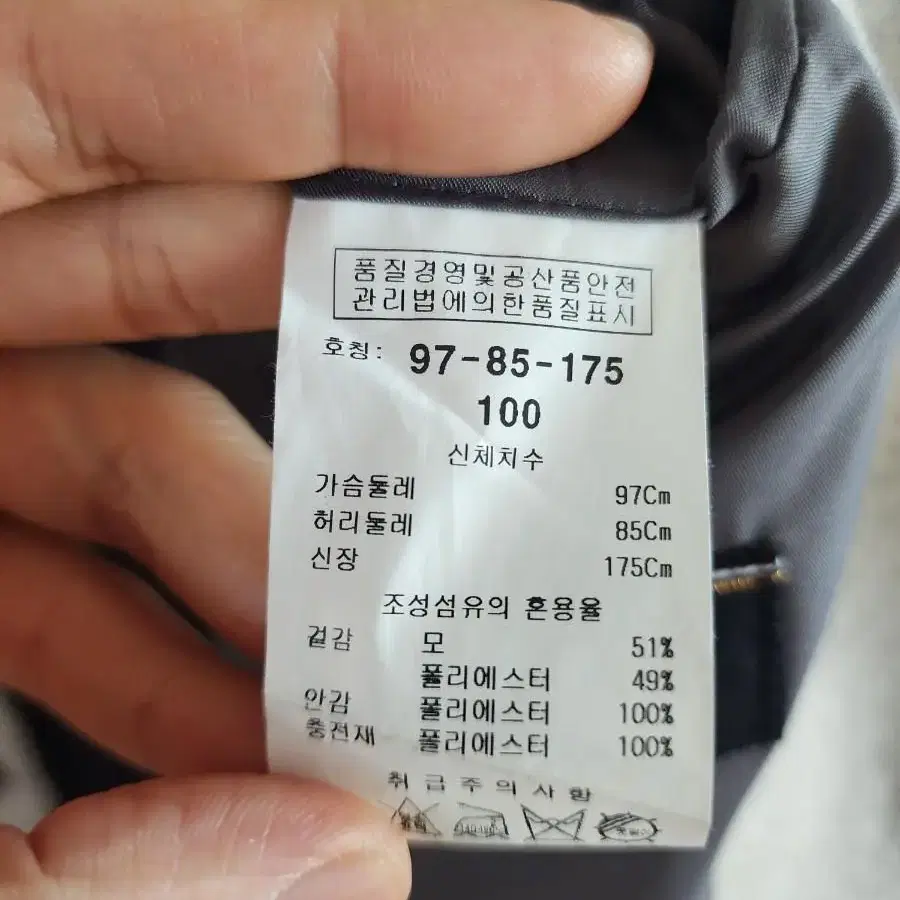 품질경영및공산품안전
관리법에의한품질표시
호칭: 97-85-175
100
신체치수
가슴둘레 97Cm
허리둘레 85Cm
신장 175Cm
조성섬유의 혼용율
겉감 모 51%
폴리에스터 49%
안감 폴리에스터 100%
충전재 폴리에스터 100%
취급주의사항